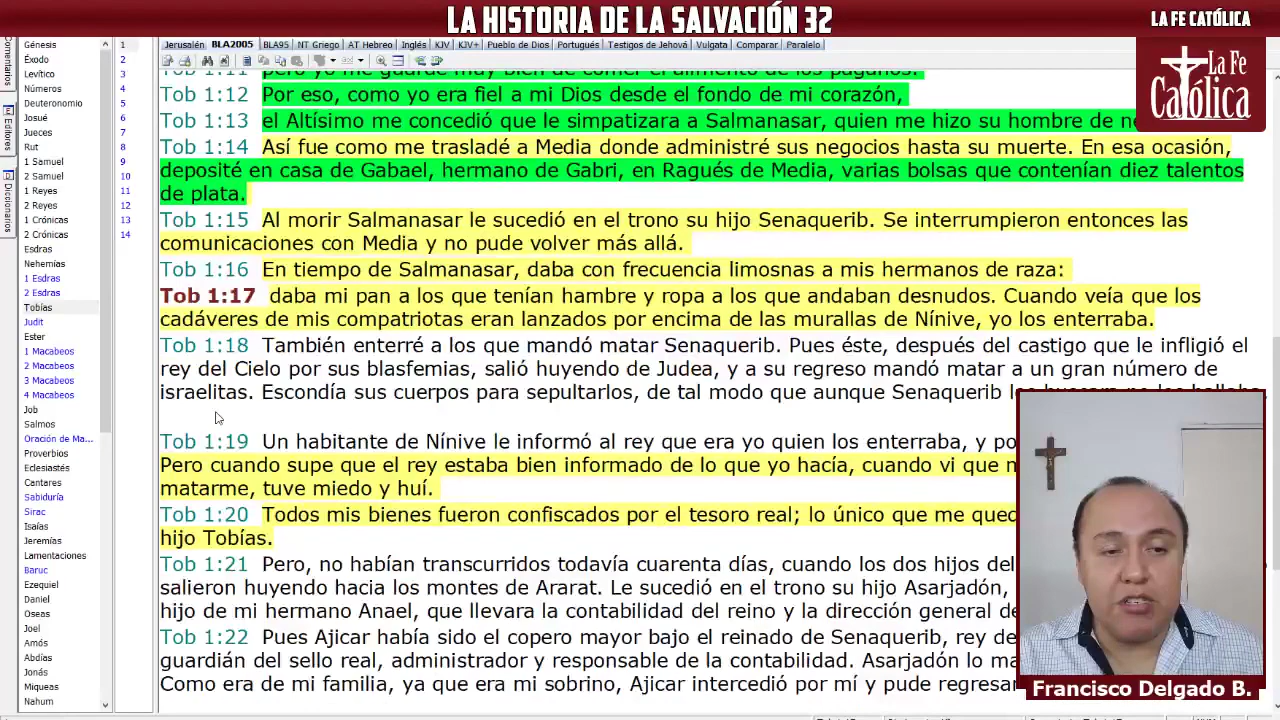 LA HISTORIA DE LA SALVACIÓN 32
LA FE CATÓLICA
La Fe
Católica
Comentarios
Editores
Diccionarios
Jerusalén BLA2005 BLA95 NT Griego AT Hebreo Inglés KJV KJV+ Pueblo de Dios Portugués Testigos de Jehová Vulgata Comparar Paralelo
Génesis
Éxodo
Levítico
Números
Deuteronomio
Josué
Jueces
Rut
1 Samuel
2 Samuel
1 Reyes
2 Reyes
1 Crónicas
2 Crónicas
Esdras
Nehemías
1 Esdras
2 Esdras
Tobías
Judit
Ester
1 Macabeos
2 Macabeos
3 Macabeos
4 Macabeos
Job
Salmos
Oración de Ma...
Proverbios
Eclesiastés
Cantares
Sabiduría
Sirac
Isaías
Jeremías
Lamentaciones
Baruc
Ezequiel
Daniel
Oseas
Joel
Amós
Abdías
Jonás
Miqueas
Nahum
1
2
3
4
5
6
7
8
9
10
11
12
13
14
Tob 1:11 pero yo me guardé muy bien de comer el alimento de los paganos.
Tob 1:12 Por eso, como yo era fiel a mi Dios desde el fondo de mi corazón,
Tob 1:13 el Altísimo me concedió que le simpatizara a Salmanasar, quien me hizo su hombre de
Tob 1:14 Así fue como me trasladé a Media donde administré sus negocios hasta su muerte. En esa ocasión,
deposité en casa de Gabael, hermano de Gabri, en Ragués de Media, varias bolsas que contenían diez talentos
de plata.
Tob 1:15 Al morir Salmanasar le sucedió en el trono su hijo Senaquerib. Se interrumpieron entonces las
comunicaciones con Media y no pude volver más allá.
Tob 1:16 En tiempo de Salmanasar, daba con frecuencia limosnas a mis hermanos de raza:
Tob 1:17 daba mi pan a los que tenían hambre y ropa a los que andaban desnudos. Cuando veía que los
cadáveres de mis compatriotas eran lanzados por encima de las murallas de Nínive, yo los enterraba.
Tob 1:18 También enterré a los que mandó matar Senaquerib. Pues éste, después del castigo que le infligió el
rey del Cielo por sus blasfemias, salió huyendo de Judea, y a su regreso mandó matar a un gran número de
israelitas. Escondía sus cuerpos para sepultarlos, de tal modo que aunque Senaquerib
Tob 1:19 Un habitante de Nínive le informó al rey que era yo quien los enterraba, y
Pero cuando supe que el rey estaba bien informado de lo que yo hacía, cuando vi que
matarme, tuve miedo y huí.
Tob 1:20 Todos mis bienes fueron confiscados por el tesoro real; lo único que me
hijo Tobías.
Tob 1:21 Pero, no habían transcurridos todavía cuarenta días, cuando los dos hijos del
salieron huyendo hacia los montes de Ararat. Le sucedió en el trono su hijo Asarjadón,
hijo de mi hermano Anael, que llevara la contabilidad del reino y la dirección general
Tob 1:22 Pues Ajicar había sido el copero mayor bajo el reinado de Senaquerib, rey de
guardián del sello real, administrador y responsable de la contabilidad. Asarjadón lo
Como era de mi familia, ya que era mi sobrino, Ajicar intercedió por mí y pude
Francisco Delgado B.